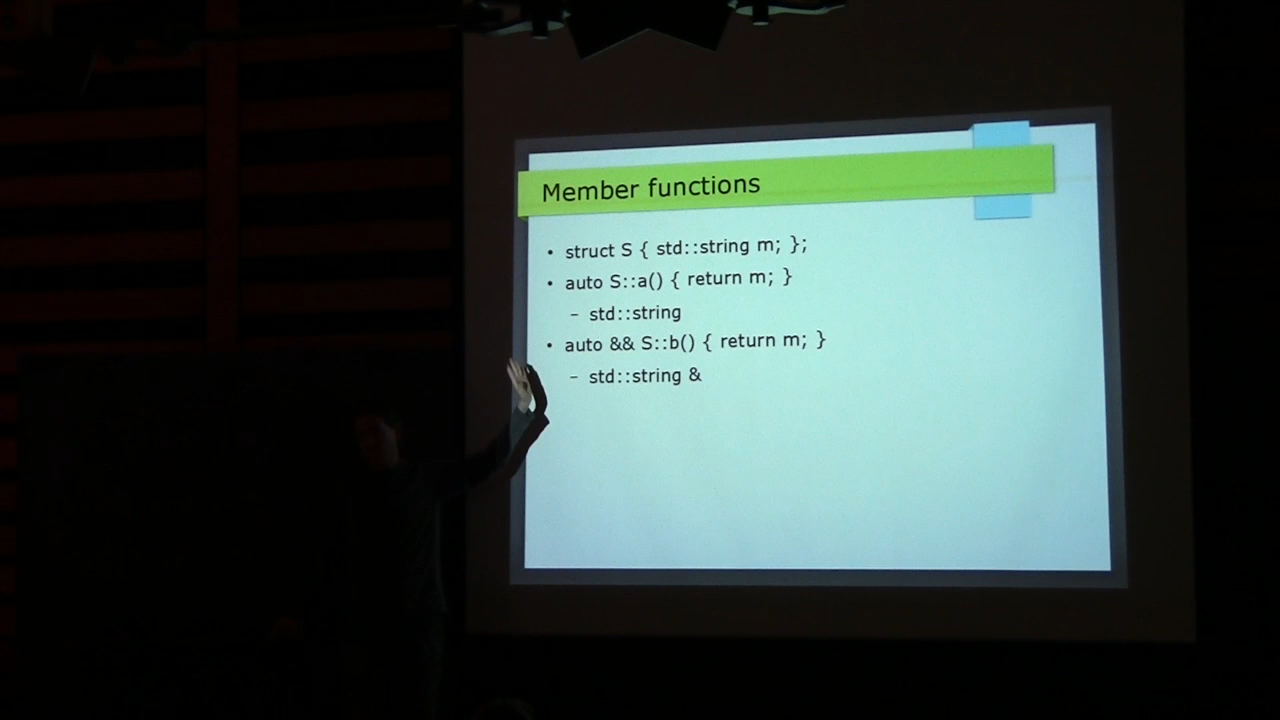 Member functions
• struct S { std::string m; };
• auto S::a() { return m; }
– std::string
• auto && S::b() { return m; }
– std::string &